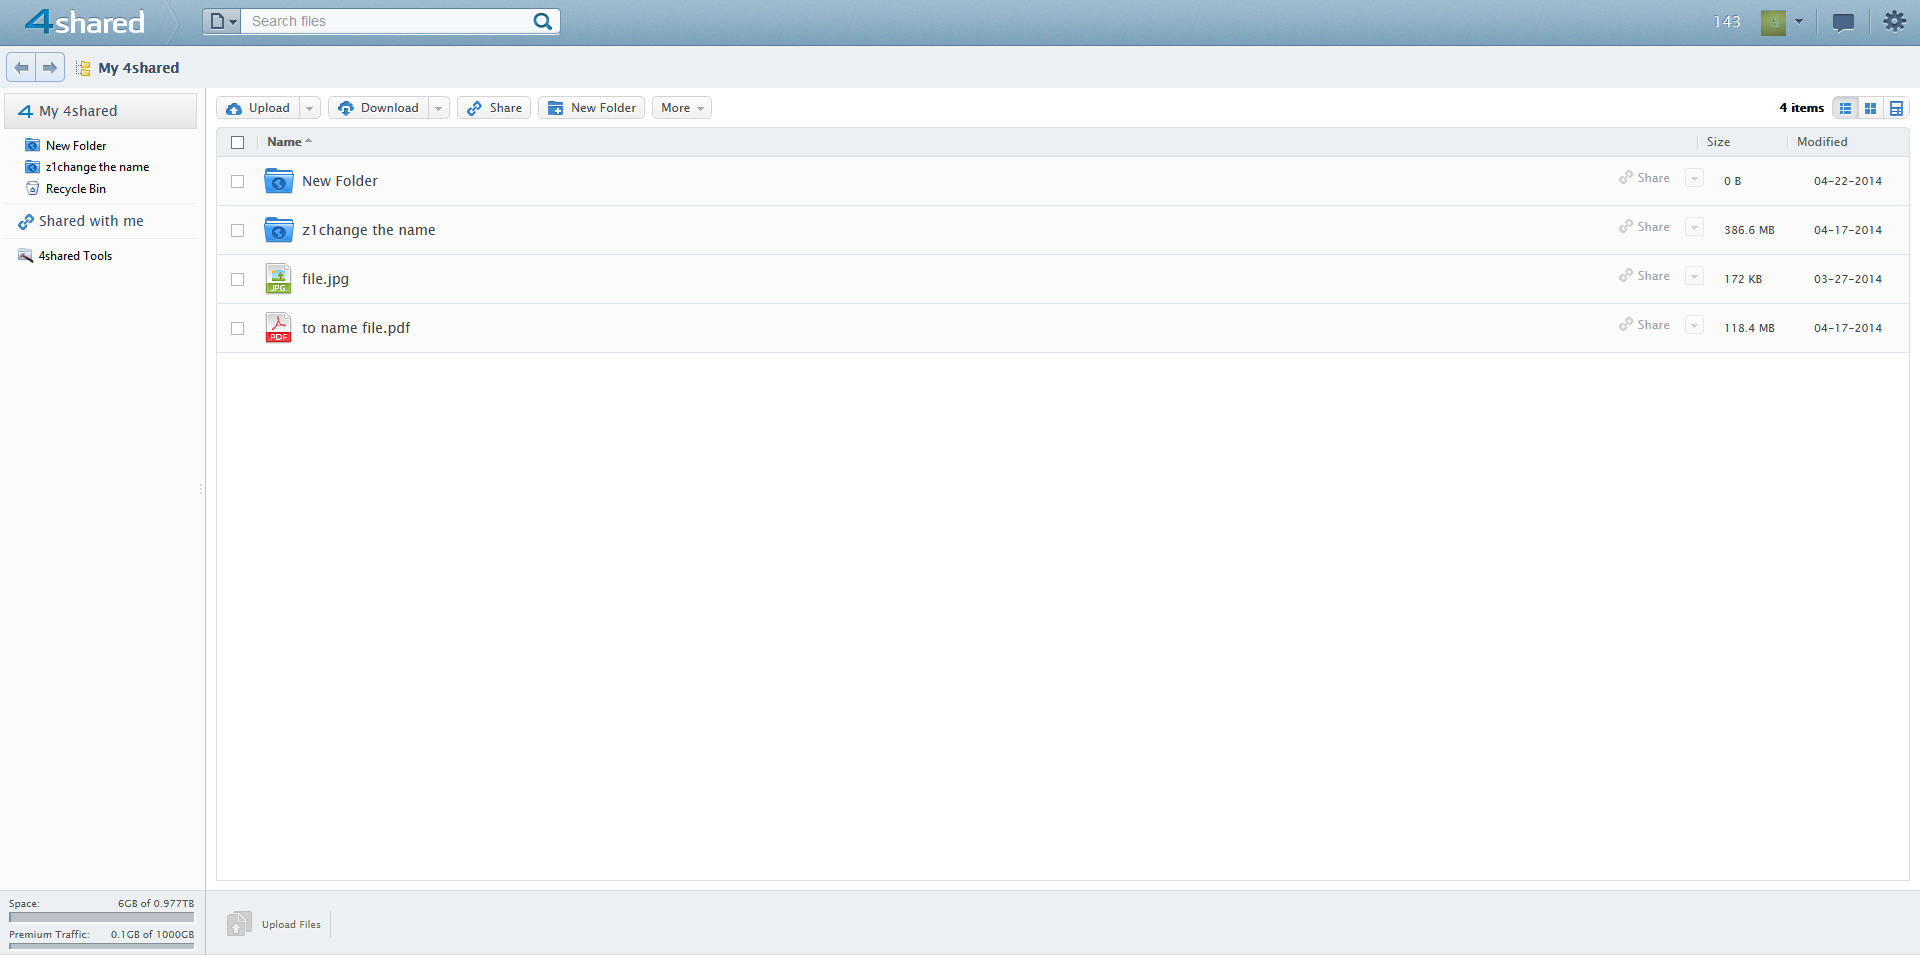 4shared
Search files
143
My 4shared
My 4shared
New Folder
z1change the name
Recycle Bin
Shared with me
4shared Tools
Upload
Download
Share
New Folder
More
4 items
Name
Size
Modified
New Folder
Share
0 B
04-22-2014
z1change the name
Share
386.6 MB
04-17-2014
JPG
file.jpg
Share
172 KB
03-27-2014
PDF
to name file.pdf
Share
118.4 MB
04-17-2014
Space: 6GB of 0.977TB
Premium Traffic: 0.1GB of 1000GB
Upload Files